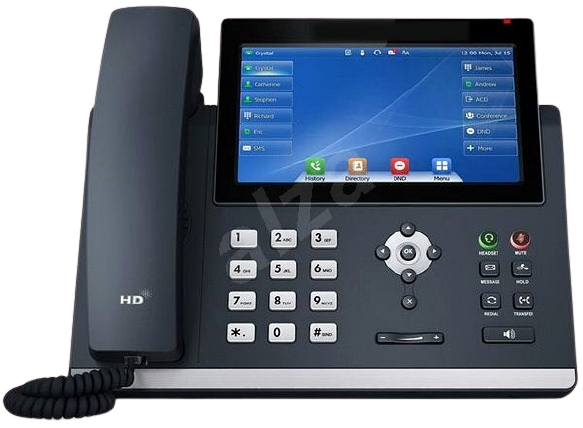 Crystal
12:00 Mon, Jul 15
Crystal
James
Catherine
Andrew
Stephen
ACD
Richard
Conference
Eric
DND
SMS
More
History
Directory
DND
Menu
alza
1
2 ABC
3 DEF
4 GHI
5 JKL
6 MNO
7 PQRS
8 TUV
9 WXYZ
*.
0
# SEND
OK
HEADSET
MUTE
MESSAGE
HOLD
REDIAL
TRANSFER
HD